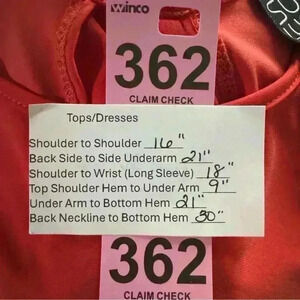 Winco
362
CLAIM CHECK
Tops/Dresses
Shoulder to Shoulder 16"
Back Side to Side Underarm 21"
Shoulder to Wrist (Long Sleeve) 18"
Top Shoulder Hem to Under Arm 9"
Under Arm to Bottom Hem 21"
Back Neckline to Bottom Hem 30"
362
CLAIM CHECK